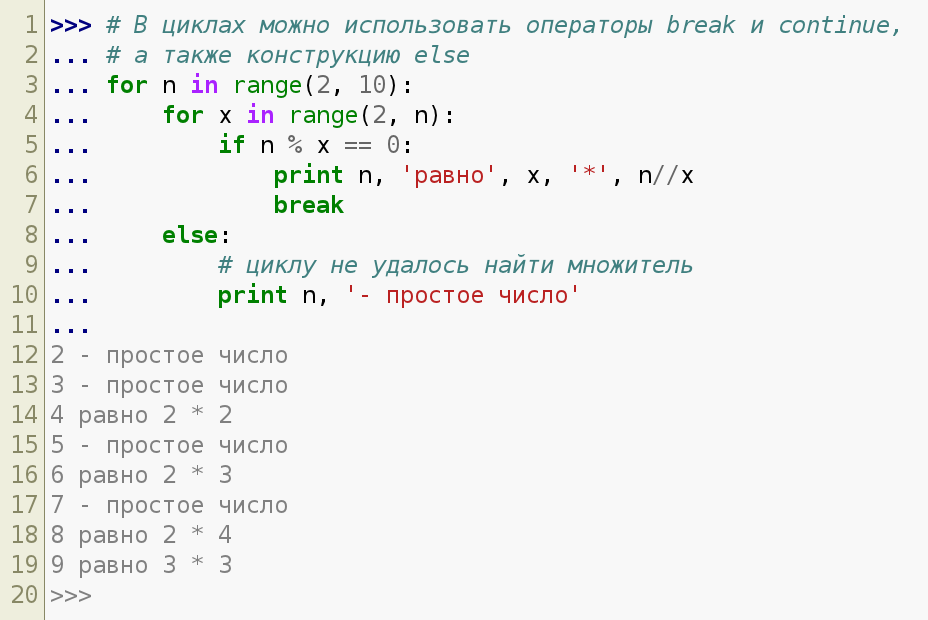 1 >>> # В циклах можно использовать операторы break и continue,
2 ... # а также конструкцию else
3 ... for n in range(2, 10):
4 ...     for x in range(2, n):
5 ...         if n % x == 0:
6 ...             print n, 'равно', x, '*', n//x
7 ...             break
8 ...     else:
9 ...         # циклу не удалось найти множитель
10 ...         print n, '- простое число'
11 ...
12 2 - простое число
13 3 - простое число
14 4 равно 2 * 2
15 5 - простое число
16 6 равно 2 * 3
17 7 - простое число
18 8 равно 2 * 4
19 9 равно 3 * 3
20 >>>